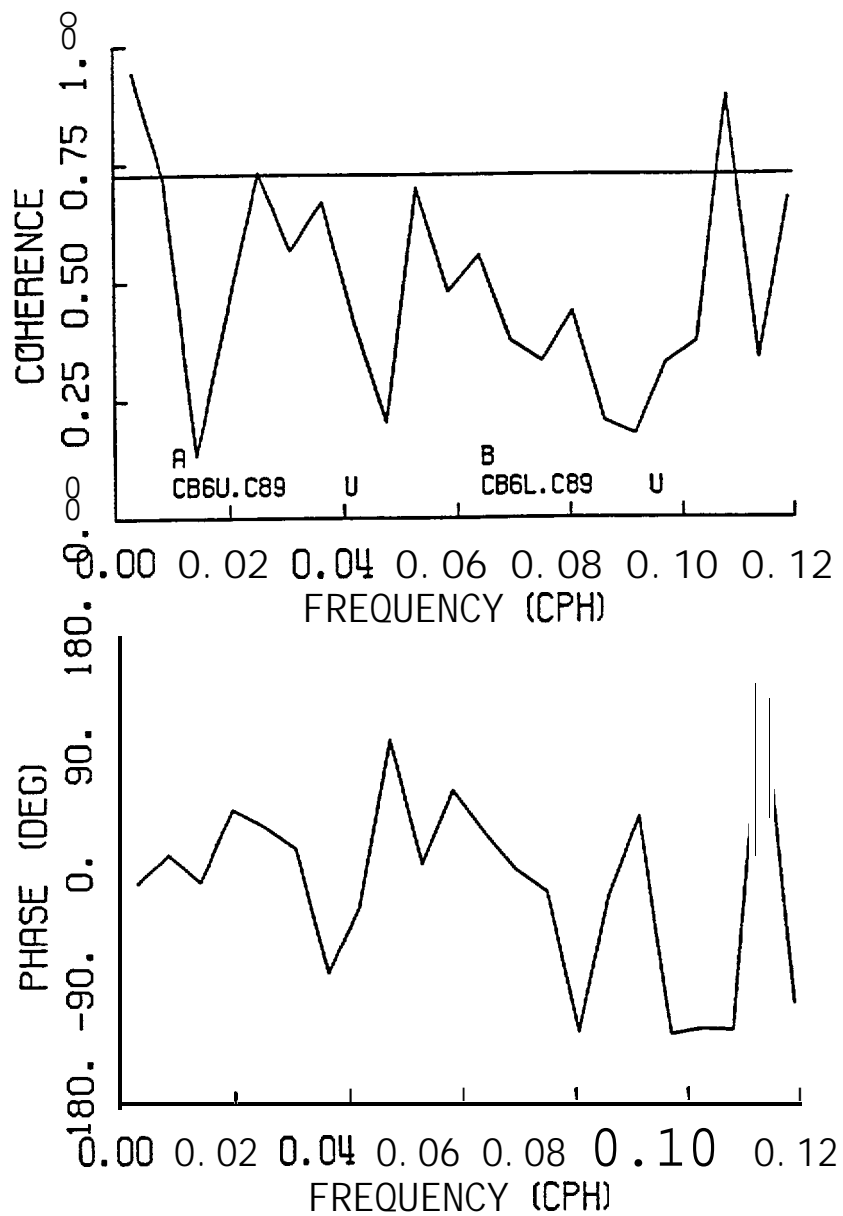 COHERENCE
1.00
0.75
0.50
0.25
0.00
A
CB6U.C89 U
B
CB6L.C89 U
0.00 0.02 0.04 0.06 0.08 0.10 0.12
FREQUENCY (CPH)
PHASE (DEG)
180.
90.
0.
-90.
180.
0.00 0.02 0.04 0.06 0.08 0.10 0.12
FREQUENCY (CPH)